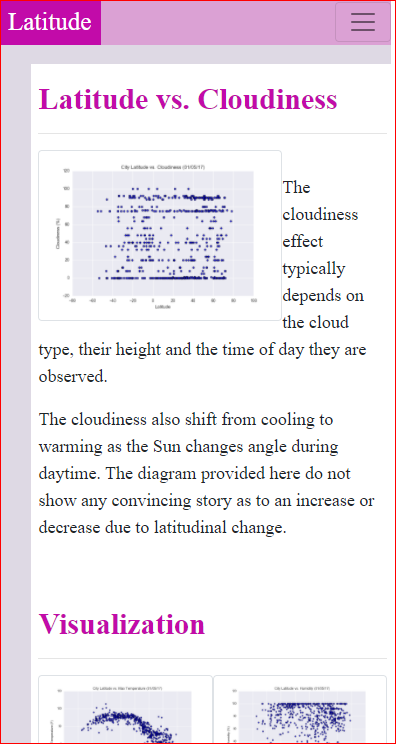 Latitude
Latitude vs. Cloudiness
City Latitude vs. Cloudiness (01/05/17)
Cloudiness (%)
Latitude
The
cloudiness
effect
typically
depends on
the cloud
type, their height and the time of day they are
observed.
The cloudiness also shift from cooling to
warming as the Sun changes angle during
daytime. The diagram provided here do not
show any convincing story as to an increase or
decrease due to latitudinal change.
Visualization
City Latitude vs. Max Temperature (01/05/17)
City Latitude vs. Humidity (01/05/17)